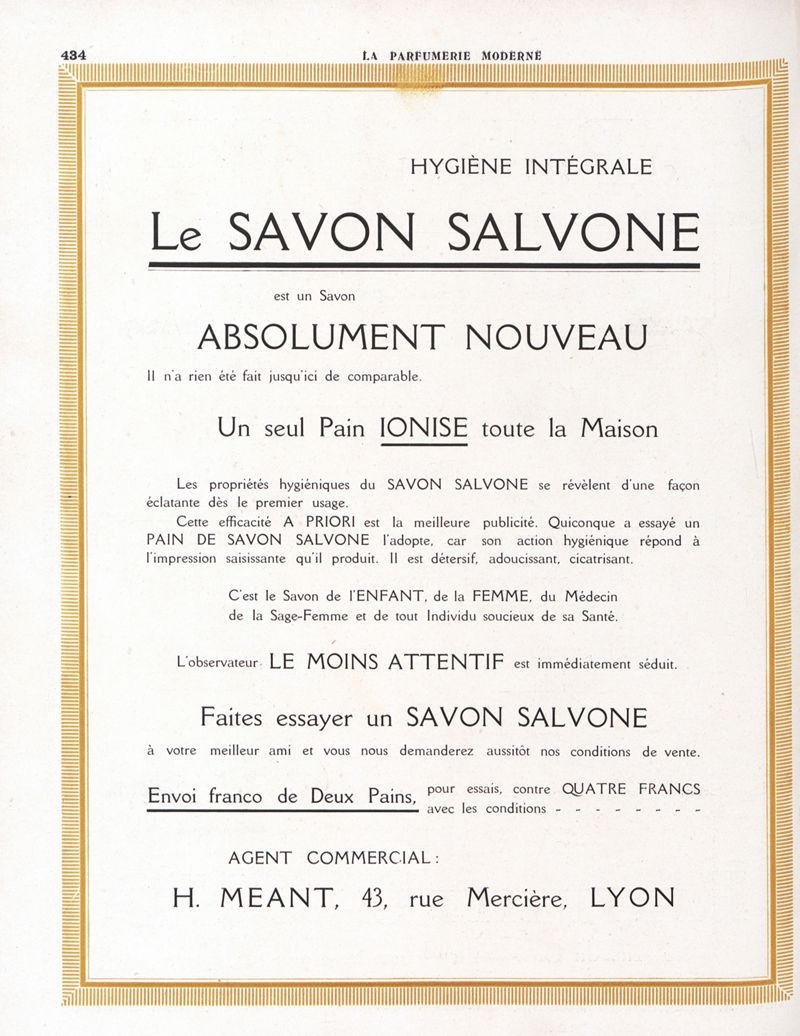 434
LA PARFUMERIE MODERNE
HYGIÈNE INTÉGRALE
Le SAVON SALVONE
est un Savon
ABSOLUMENT NOUVEAU
Il n'a rien été fait jusqu'ici de comparable.
Un seul Pain IONISE toute la Maison
Les propriétés hygiéniques du SAVON SALVONE se révèlent d'une façon
éclatante dès le premier usage.
Cette efficacité A PRIORI est la meilleure publicité. Quiconque a essayé un
PAIN DE SAVON SALVONE l'adopte, car son action hygiénique répond à
l'impression saisissante qu'il produit. Il est détersif, adoucissant, cicatrisant.
C'est le Savon de l'ENFANT, de la FEMME, du Médecin
de la Sage-Femme et de tout Individu soucieux de sa Santé.
L'observateur LE MOINS ATTENTIF est immédiatement séduit.
Faites essayer un SAVON SALVONE
à votre meilleur ami et vous nous demanderez aussitôt nos conditions de vente.
Envoi franco de Deux Pains, pour essais, contre QUATRE FRANCS
avec les conditions - - - - - - - -
AGENT COMMERCIAL :
H. MEANT, 43, rue Mercière, LYON